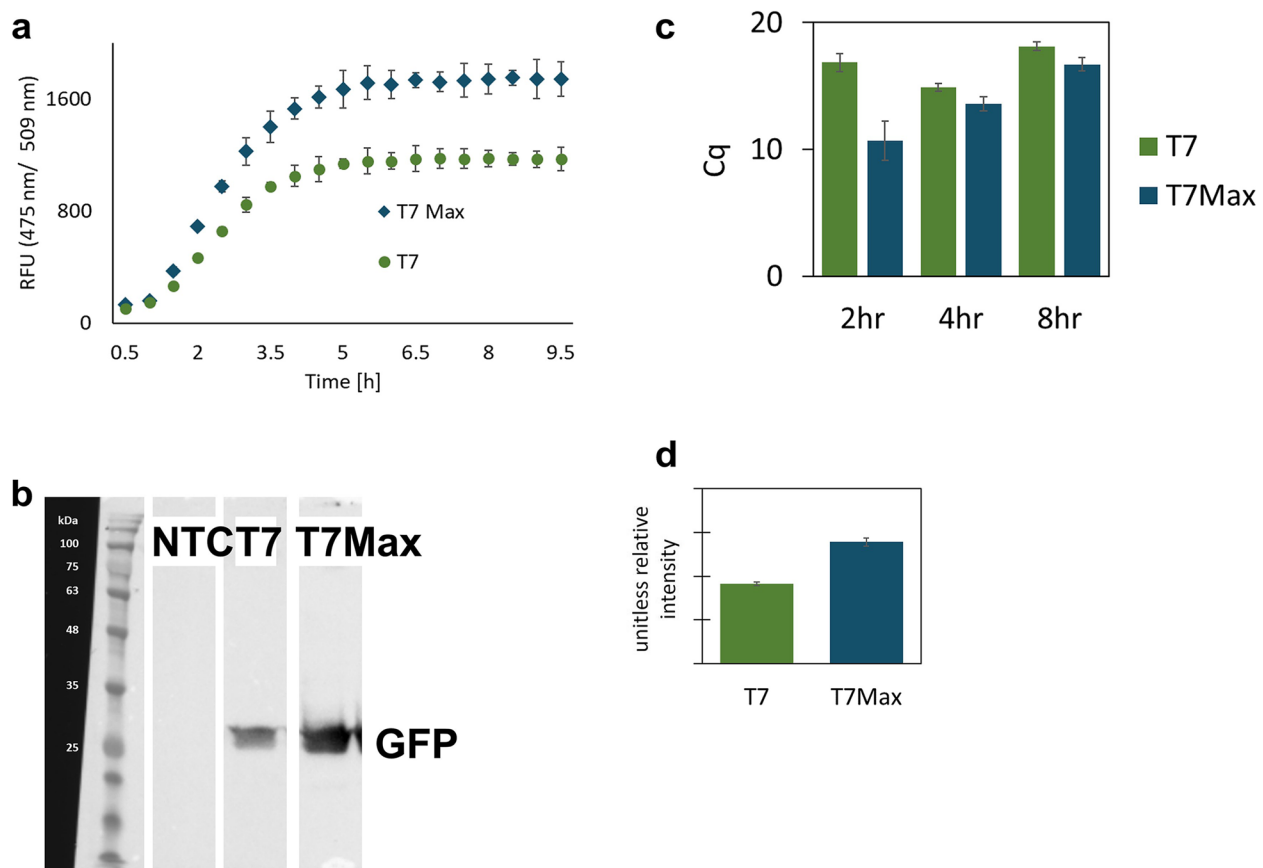 a
RFU (475 nm/ 509 nm)
1600
800
0
T7 Max
T7
0.5 2 3.5 5 6.5 8 9.5
Time [h]
c
Cq
20
10
0
2hr 4hr 8hr
T7
T7Max
b
kDa
100
75
63
48
35
25
NTC T7 T7Max
GFP
d
unitless relative
intensity
T7 T7Max